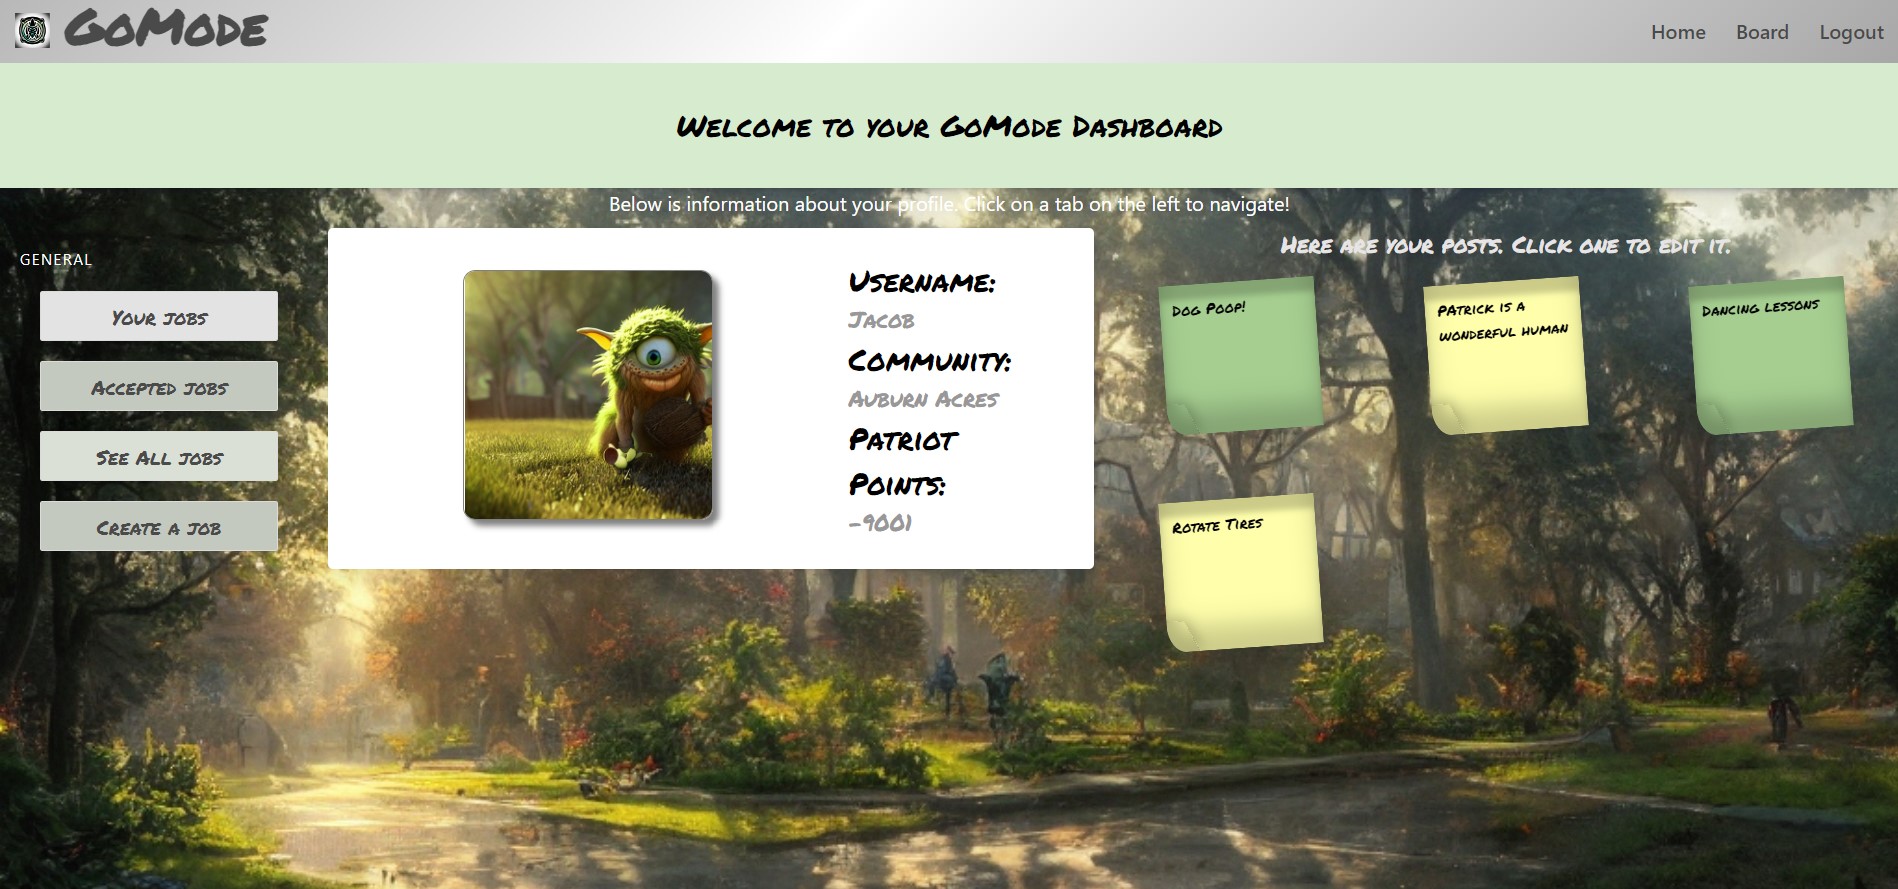 GoMode
Home Board Logout
Welcome to your GoMode Dashboard
Below is information about your profile. Click on a tab on the left to navigate!
GENERAL
Your jobs
Accepted jobs
See All jobs
Create a job
Username:
Jacob
Community:
Auburn Acres
Patriot
Points:
-9001
Here are your posts. Click one to edit it.
Dog Poop!
PAtrick is a
wonderful human
Dancing lessons
Rotate Tires